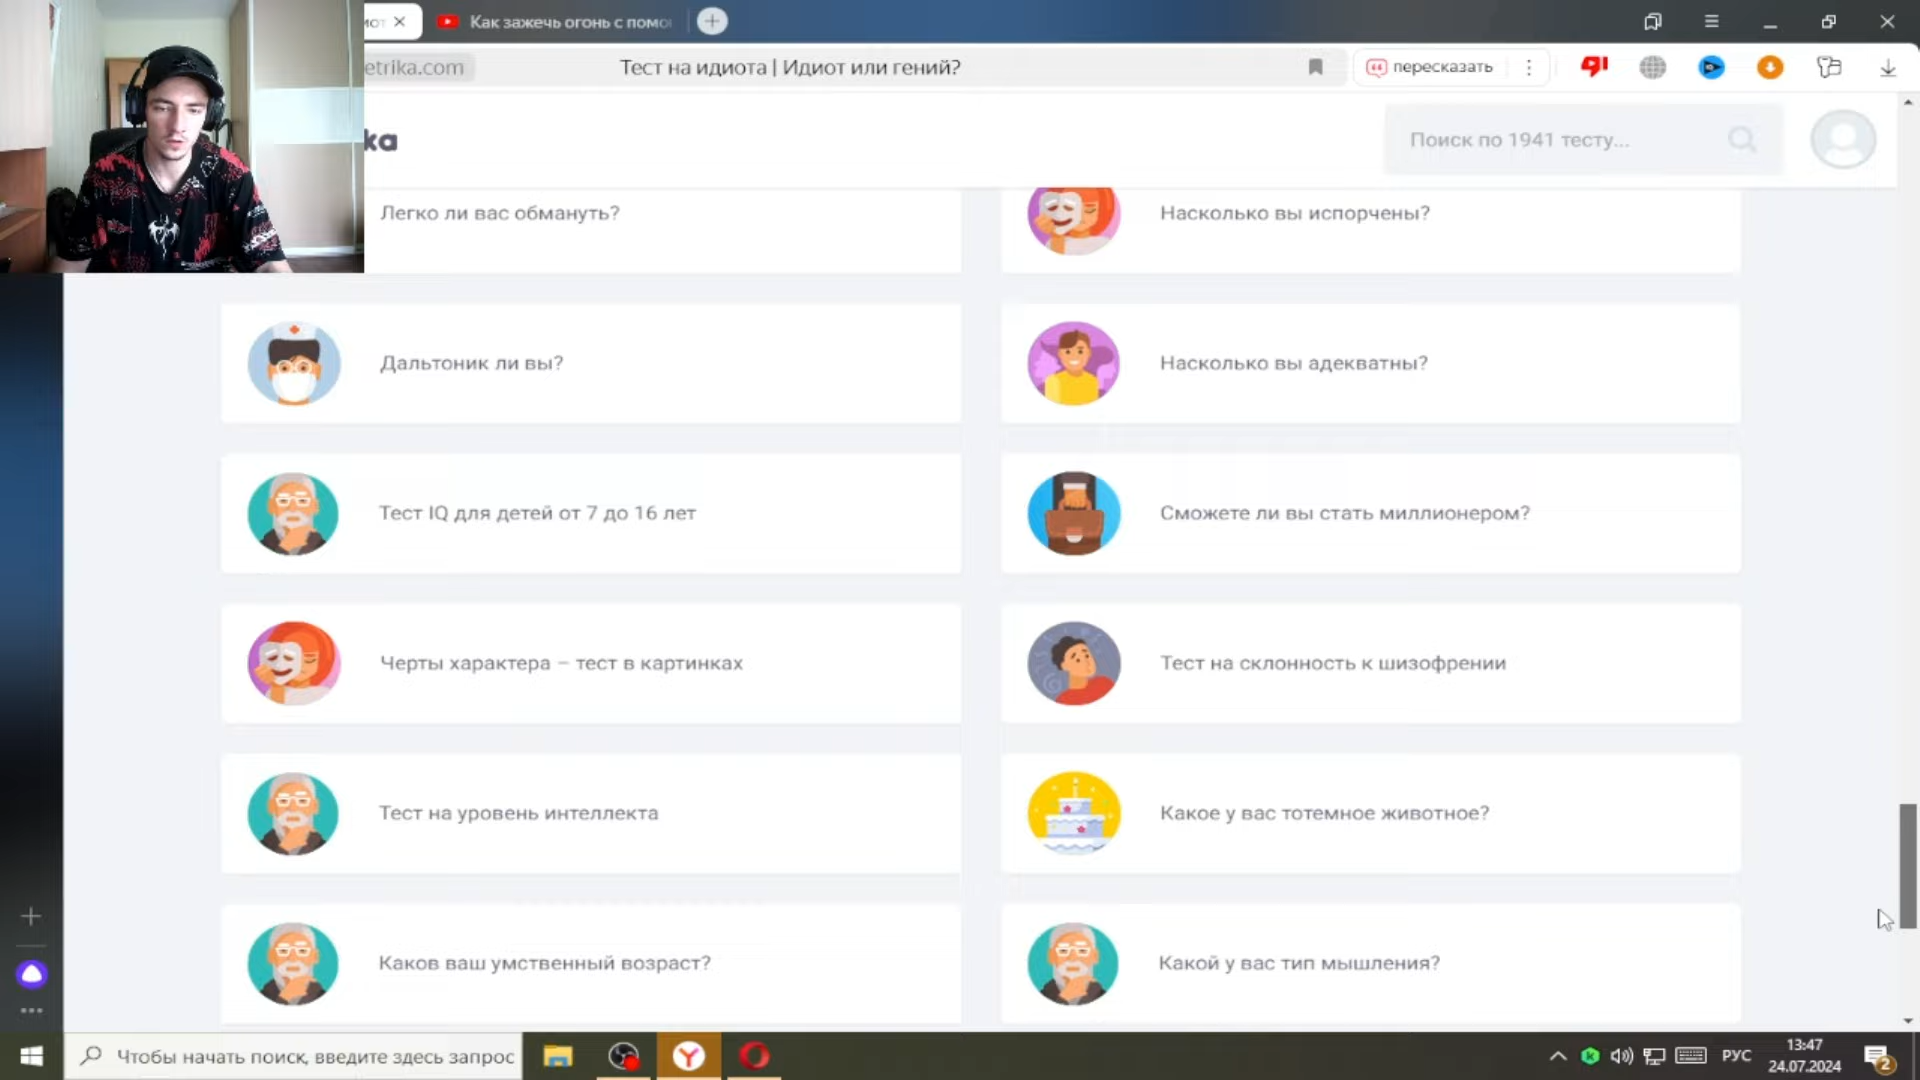 Как зажечь огонь с помо
etrika.com
Тест на идиота | Идиот или гений?
пересказать
ka
Поиск по 1941 тесту...
Легко ли вас обмануть?
Насколько вы испорчены?
Дальтоник ли вы?
Насколько вы адекватны?
Тест IQ для детей от 7 до 16 лет
Сможете ли вы стать миллионером?
Черты характера – тест в картинках
Тест на склонность к шизофрении
Тест на уровень интеллекта
Какое у вас тотемное животное?
Каков ваш умственный возраст?
Какой у вас тип мышления?
Чтобы начать поиск, введите здесь запрос
РУС
13:47
24.07.2024
2